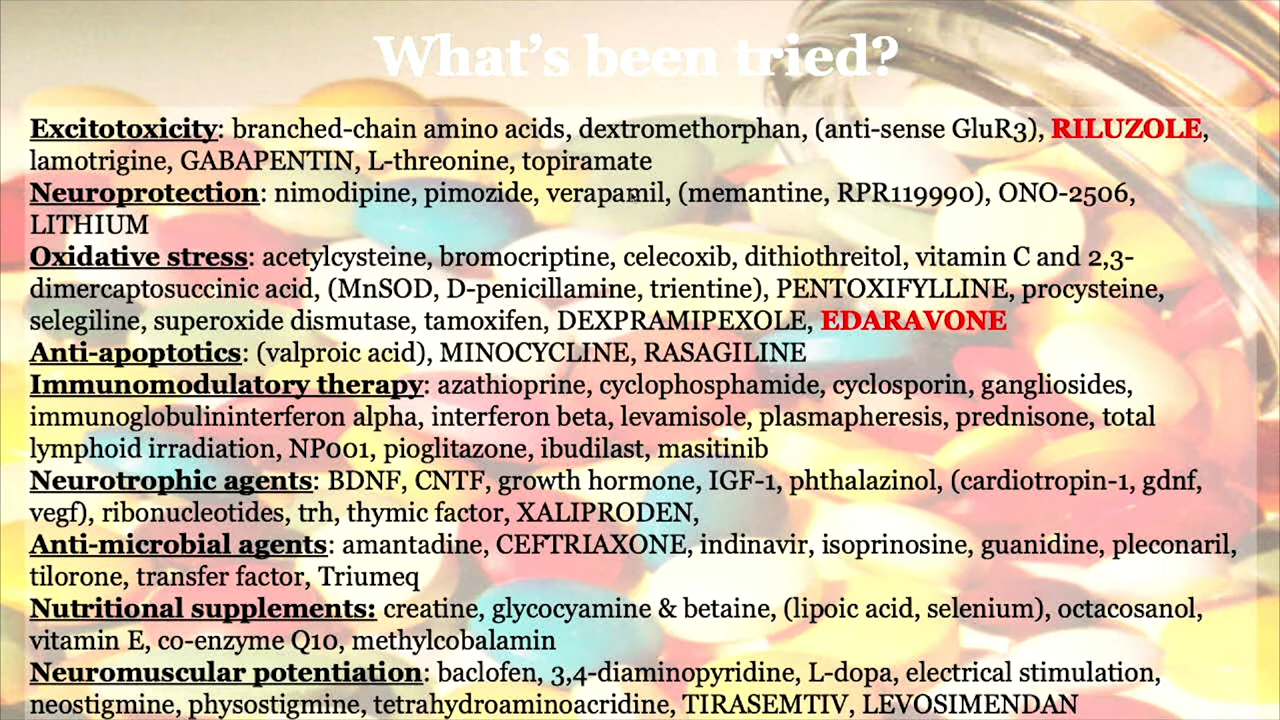 What's been tried?
Excitotoxicity: branched-chain amino acids, dextromethorphan, (anti-sense GluR3), RILUZOLE,
lamotrigine, GABAPENTIN, L-threonine, topiramate
Neuroprotection: nimodipine, pimozide, verapamil, (memantine, RPR119990), ONO-2506,
LITHIUM
Oxidative stress: acetylcysteine, bromocriptine, celecoxib, dithiothreitol, vitamin C and 2,3-
dimercaptosuccinic acid, (MnSOD, D-penicillamine, trientine), PENTOXIFYLLINE, procysteine,
selegiline, superoxide dismutase, tamoxifen, DEXPRAMIPEXOLE, EDARAVONE
Anti-apoptotics: (valproic acid), MINOCYCLINE, RASAGILINE
Immunomodulatory therapy: azathioprine, cyclophosphamide, cyclosporin, gangliosides,
immunoglobulininterferon alpha, interferon beta, levamisole, plasmapheresis, prednisone, total
lymphoid irradiation, NP001, pioglitazone, ibudilast, masitinib
Neurotrophic agents: BDNF, CNTF, growth hormone, IGF-1, phthalazinol, (cardiotropin-1, gdnf,
vegf), ribonucleotides, trh, thymic factor, XALIPRODEN,
Anti-microbial agents: amantadine, CEFTRIAXONE, indinavir, isoprinosine, guanidine, pleconaril,
tilorone, transfer factor, Triumeq
Nutritional supplements: creatine, glycocyamine & betaine, (lipoic acid, selenium), octacosanol,
vitamin E, co-enzyme Q10, methylcobalamin
Neuromuscular potentiation: baclofen, 3,4-diaminopyridine, L-dopa, electrical stimulation,
neostigmine, physostigmine, tetrahydroaminoacridine, TIRASEMTIV, LEVOSIMENDAN